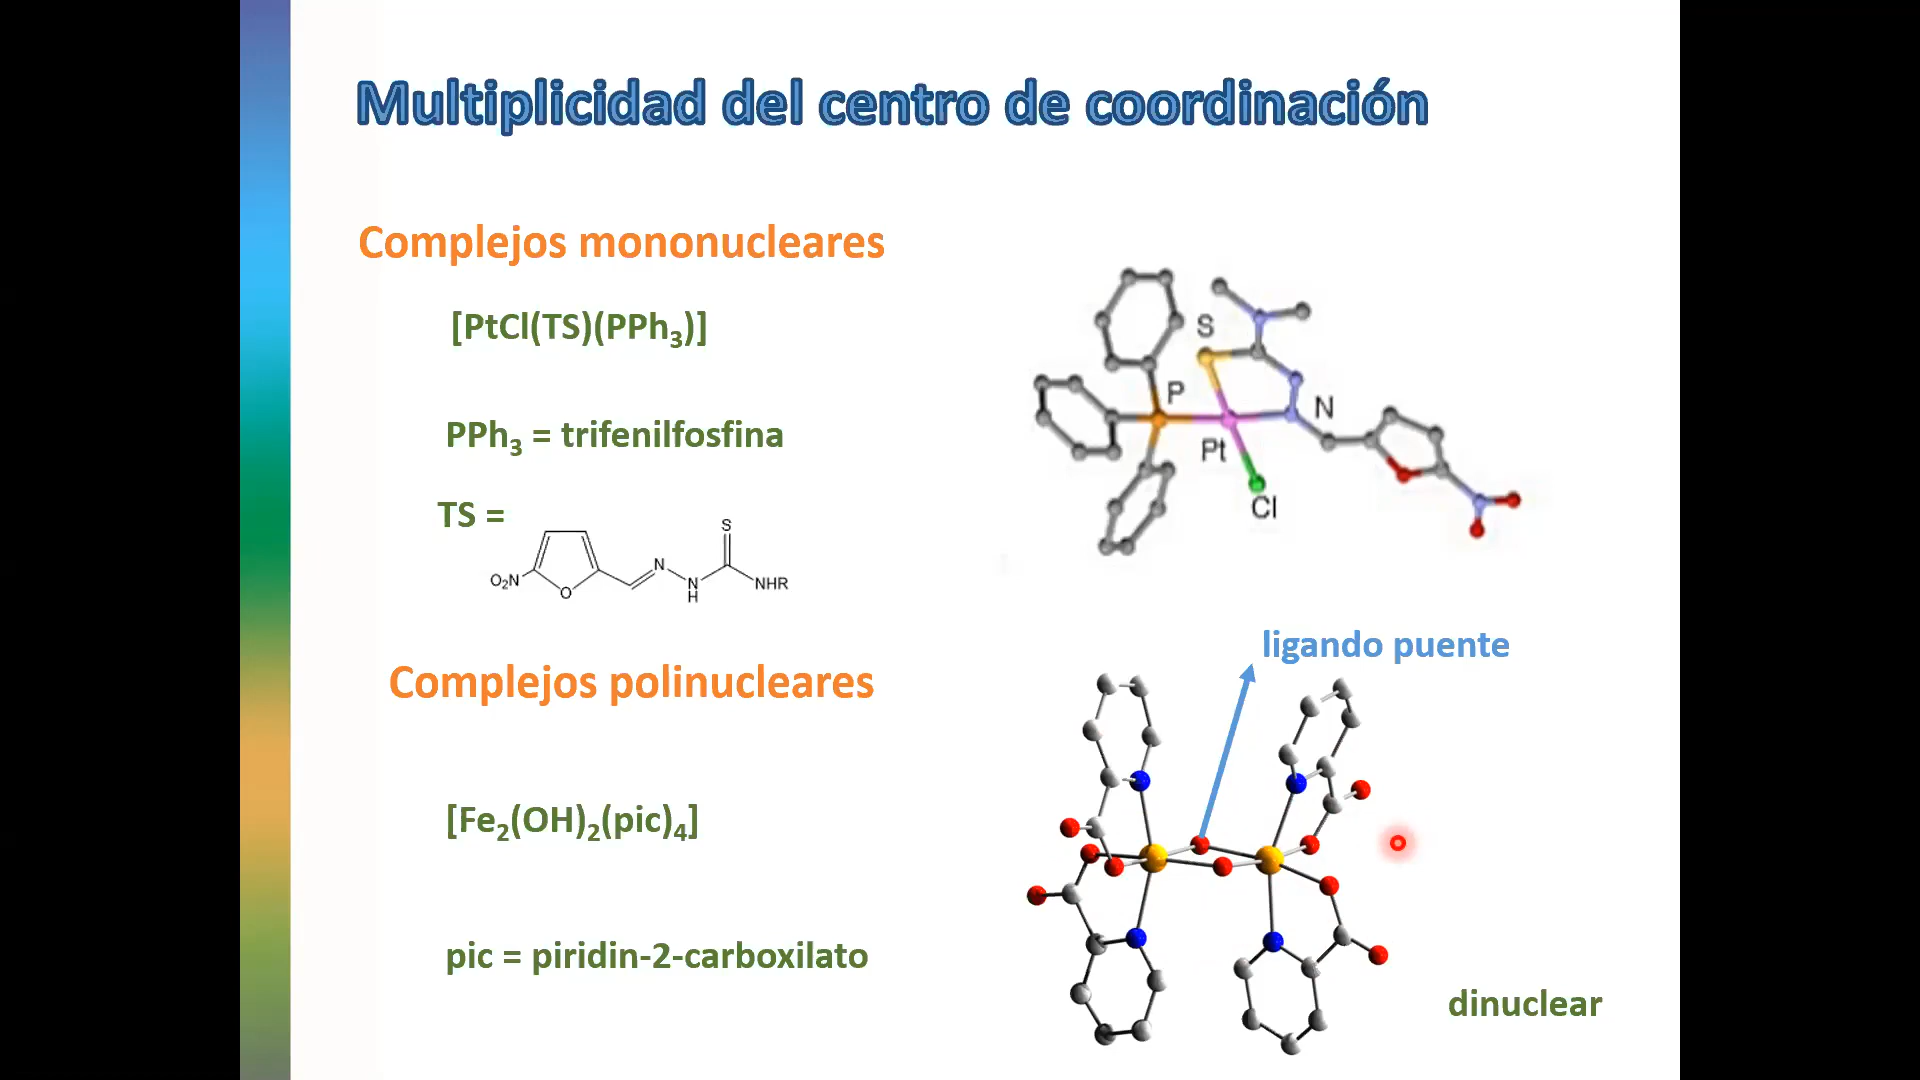 Multiplicidad del centro de coordinación
Complejos mononucleares
[PtCl(TS)(PPh₃)]
PPh₃ = trifenilfosfina
TS =
O₂N
O
N
N
H
S
NHR
S
P
N
Pt
Cl
Complejos polinucleares
ligando puente
[Fe₂(OH)₂(pic)₄]
pic = piridin-2-carboxilato
dinuclear